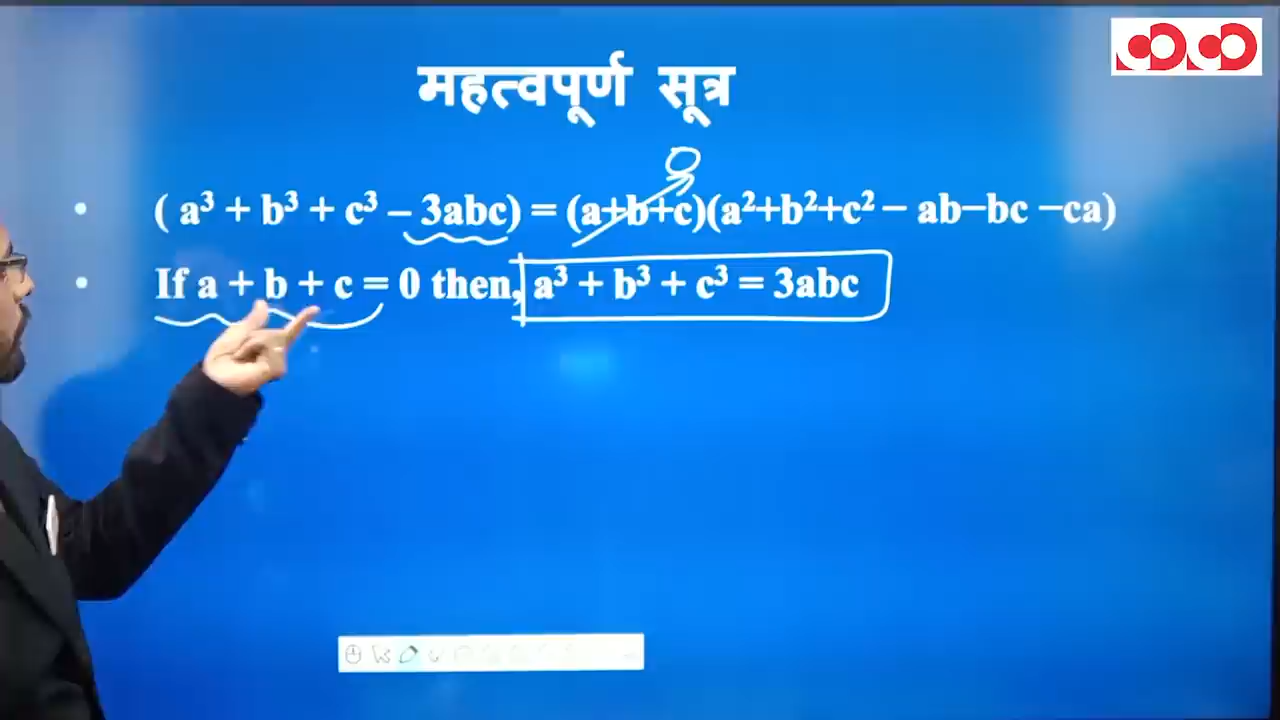 महत्वपूर्ण सूत्र
0
• ( a³ + b³ + c³ – 3abc) = (a+b+c)(a²+b²+c² – ab–bc –ca)
• If a + b + c = 0 then, a³ + b³ + c³ = 3abc